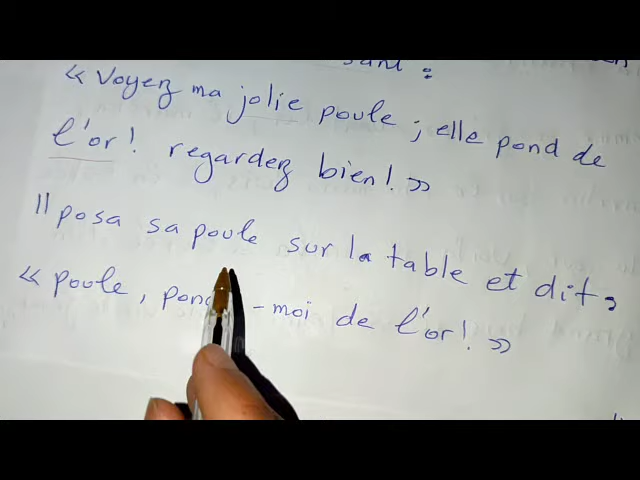 « Voyez ma jolie poule ; elle pond de
l'or ! regardez bien ! »
Il posa sa poule sur la table et dit,
« poule, pond -moi de l'or ! »